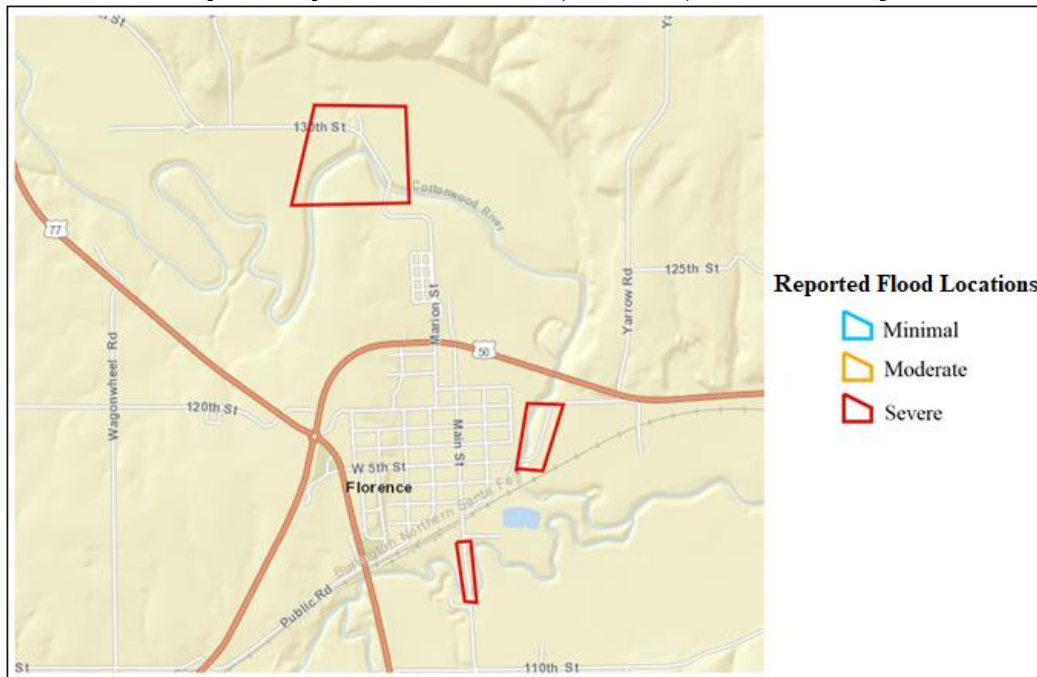 130th St
Cottonwood River
77
125th St
Yarrow Rd
Marion St
50
Wagonwheel Rd
120th St
Main St
W 5th St
Florence
Burlington Northern Santa Fe
Public Rd
110th St
St
Reported Flood Locations
Minimal
Moderate
Severe